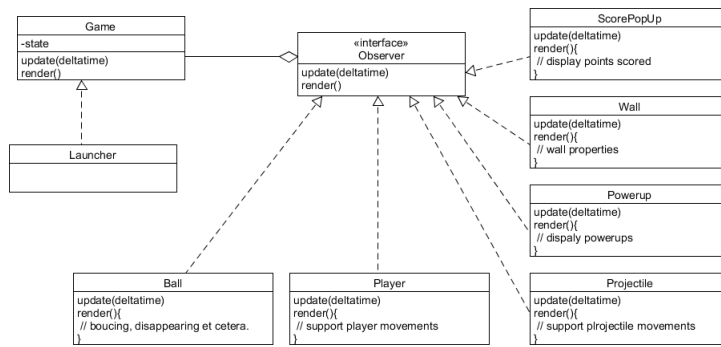 Game
-state
update(deltatime)
render()
Launcher
«interface»
Observer
update(deltatime)
render()
ScorePopUp
update(deltatime)
render(){
// display points scored
}
Wall
update(deltatime)
render(){
// wall properties
}
Powerup
update(deltatime)
render(){
// dispaly powerups
}
Ball
update(deltatime)
render(){
// boucing, disappearing et cetera.
}
Player
update(deltatime)
render(){
// support player movements
}
Projectile
update(deltatime)
render(){
// support plrojectile movements
}